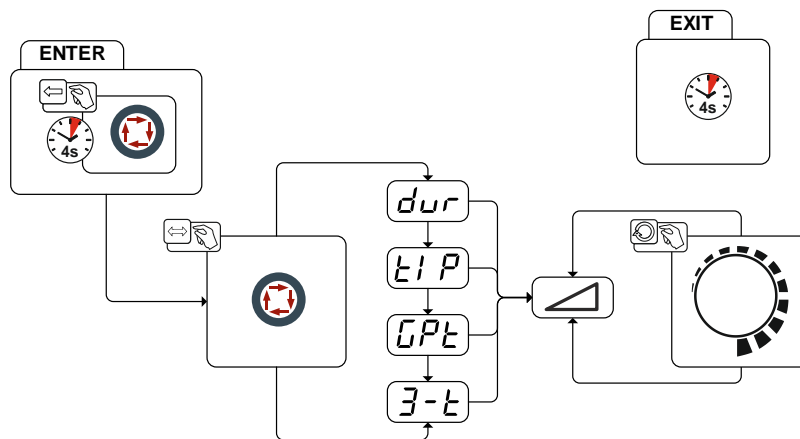 ENTER
4s
EXIT
4s
dur
tIP
GPt
3-t